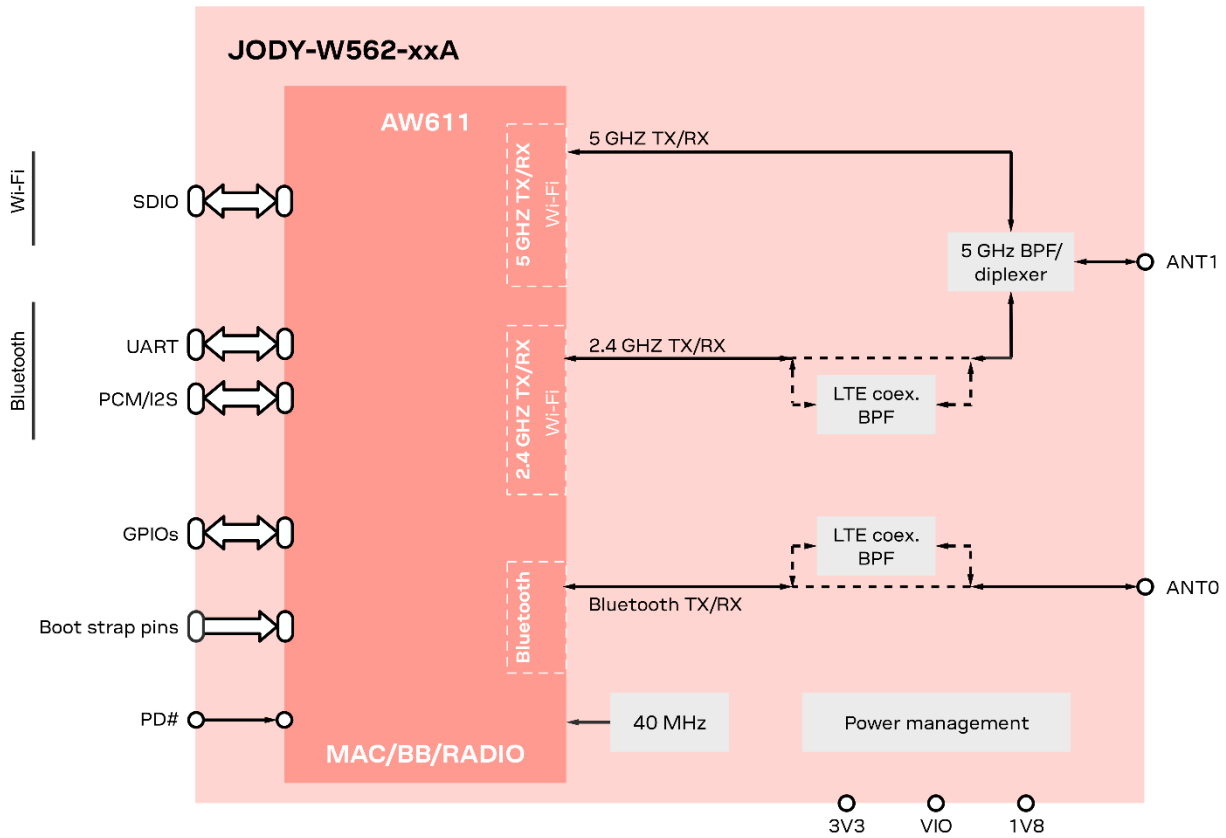 JODY-W562-xxA
AW611
Wi-Fi
SDIO
5 GHZ TX/RX
Wi-Fi
5 GHZ TX/RX
5 GHz BPF/
diplexer
ANT1
Bluetooth
UART
PCM/I2S
2.4 GHZ TX/RX
Wi-Fi
2.4 GHZ TX/RX
LTE coex.
BPF
GPIOs
LTE coex.
BPF
Boot strap pins
Bluetooth
Bluetooth TX/RX
ANT0
PD#
40 MHz
Power management
MAC/BB/RADIO
3V3
VIO
1V8